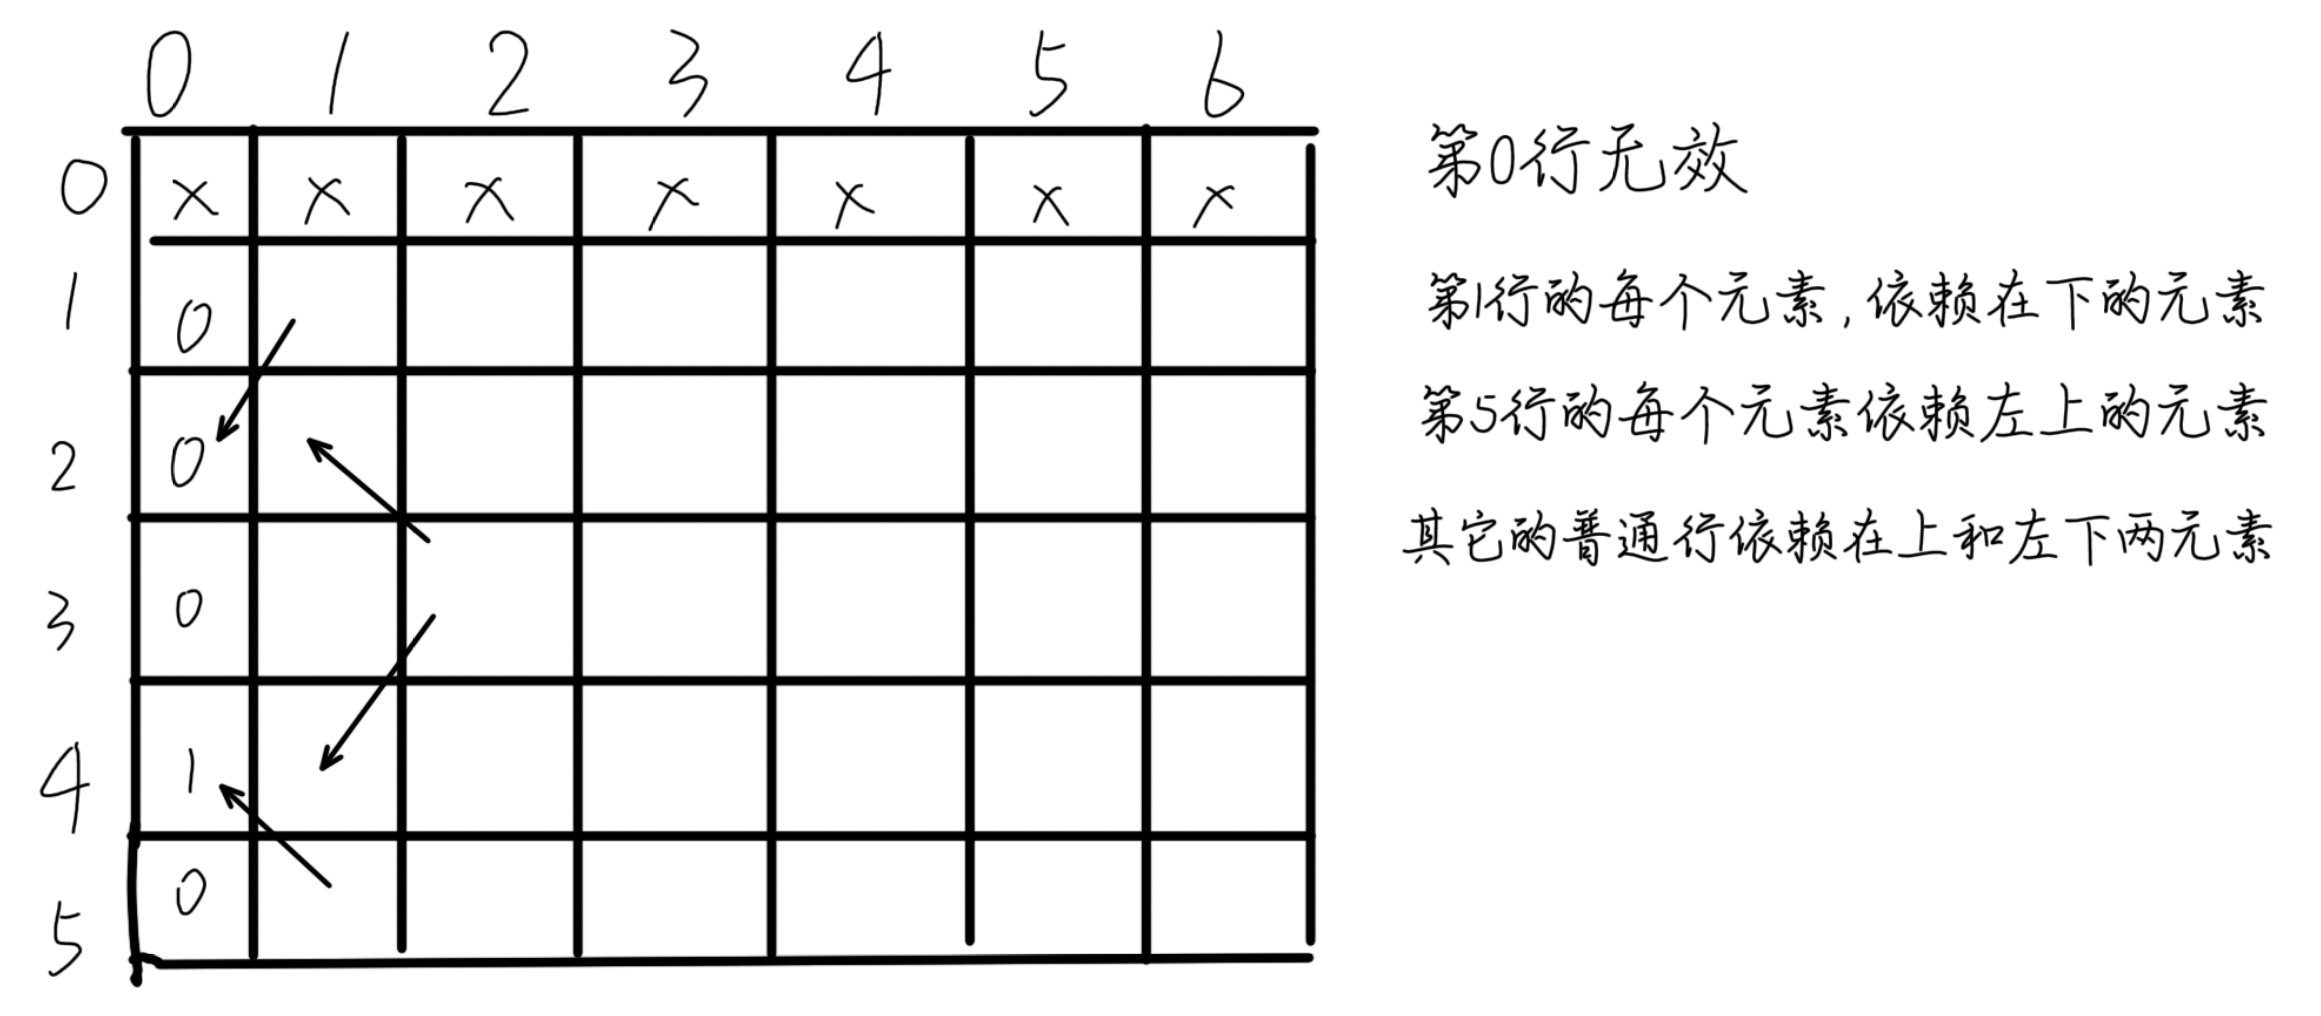 0 1 2 3 4 5 6
0 x x x x x x x
第0行无效
1 0
第1行的每个元素,依赖在下的元素
2 0
第5行的每个元素依赖左上的元素
3 0
其它的普通行依赖在上和左下两元素
4 1
5 0